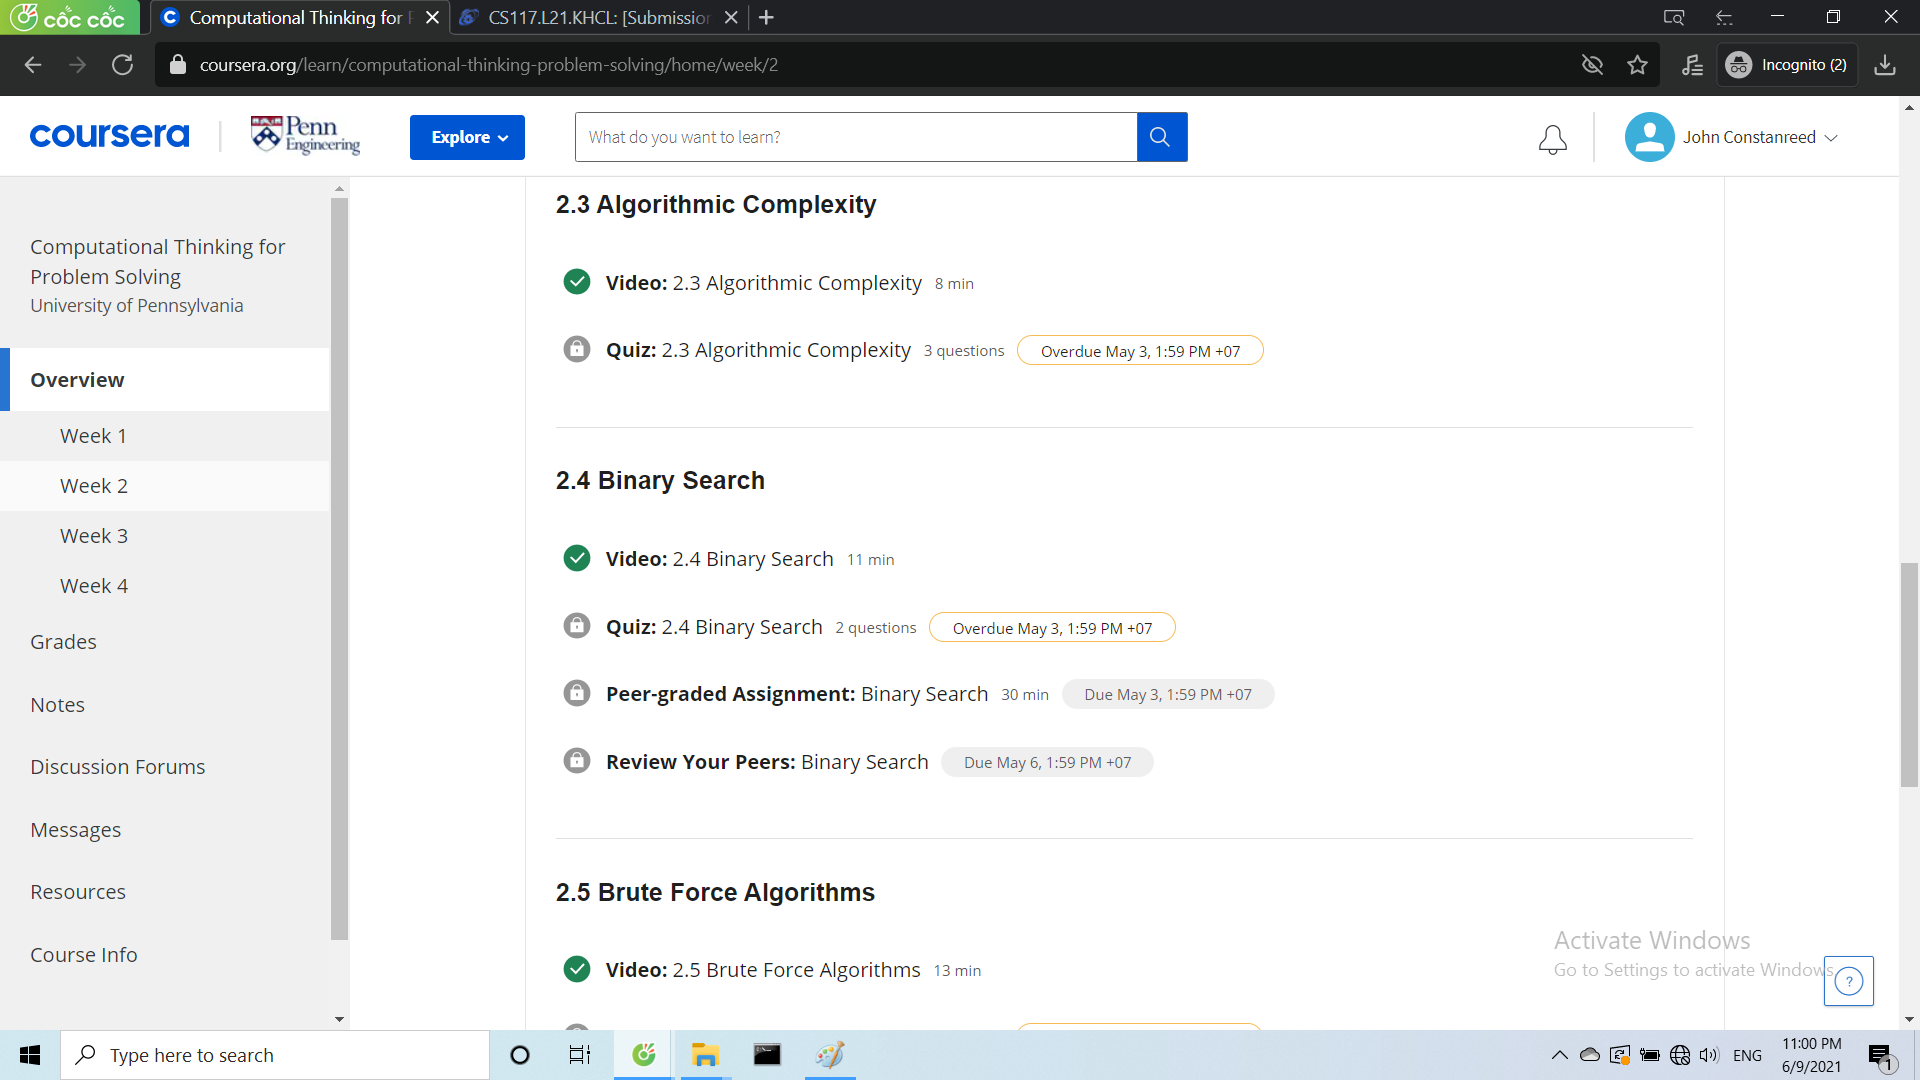 cốc cốc
Computational Thinking for
CS117.L21.KHCL: [Submission
coursera.org/learn/computational-thinking-problem-solving/home/week/2
Incognito (2)
coursera
Penn
Engineering
Explore
What do you want to learn?
John Constanreed
Computational Thinking for
Problem Solving
University of Pennsylvania
Overview
Week 1
Week 2
Week 3
Week 4
Grades
Notes
Discussion Forums
Messages
Resources
Course Info
2.3 Algorithmic Complexity
Video: 2.3 Algorithmic Complexity 8 min
Quiz: 2.3 Algorithmic Complexity 3 questions Overdue May 3, 1:59 PM +07
2.4 Binary Search
Video: 2.4 Binary Search 11 min
Quiz: 2.4 Binary Search 2 questions Overdue May 3, 1:59 PM +07
Peer-graded Assignment: Binary Search 30 min Due May 3, 1:59 PM +07
Review Your Peers: Binary Search Due May 6, 1:59 PM +07
2.5 Brute Force Algorithms
Video: 2.5 Brute Force Algorithms 13 min
Activate Windows
Go to Settings to activate Windows.
?
Type here to search
ENG
11:00 PM
6/9/2021
1